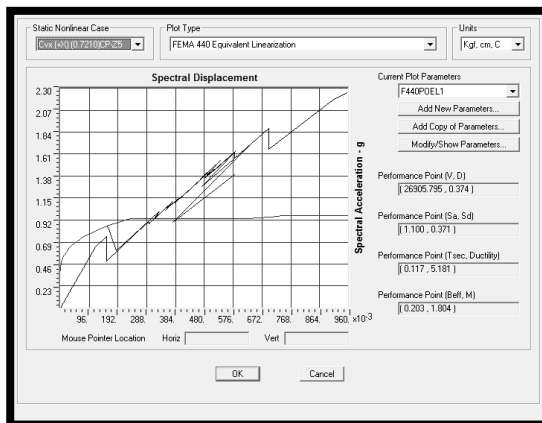 Static Nonlinear Case
Plot Type
Units
Cvx (+X) (0.7210)CP-Z5
FEMA 440 Equivalent Linearization
Kgf, cm, C
Spectral Displacement
Current Plot Parameters
F440POEL1
Add New Parameters...
Add Copy of Parameters...
Modify/Show Parameters...
2.30
2.07
1.84
1.61
1.38
1.15
0.92
0.69
0.46
0.23
Spectral Acceleration - g
Performance Point (V, D)
( 26905.795 , 0.374 )
Performance Point (Sa, Sd)
( 1.100 , 0.371 )
Performance Point (Tsec, Ductility)
( 0.117 , 5.181 )
Performance Point (Beff, M)
( 0.203 , 1.804 )
96. 192. 288. 384. 480. 576. 672. 768. 864. 960. x10-3
Mouse Pointer Location Horiz Vert
OK Cancel